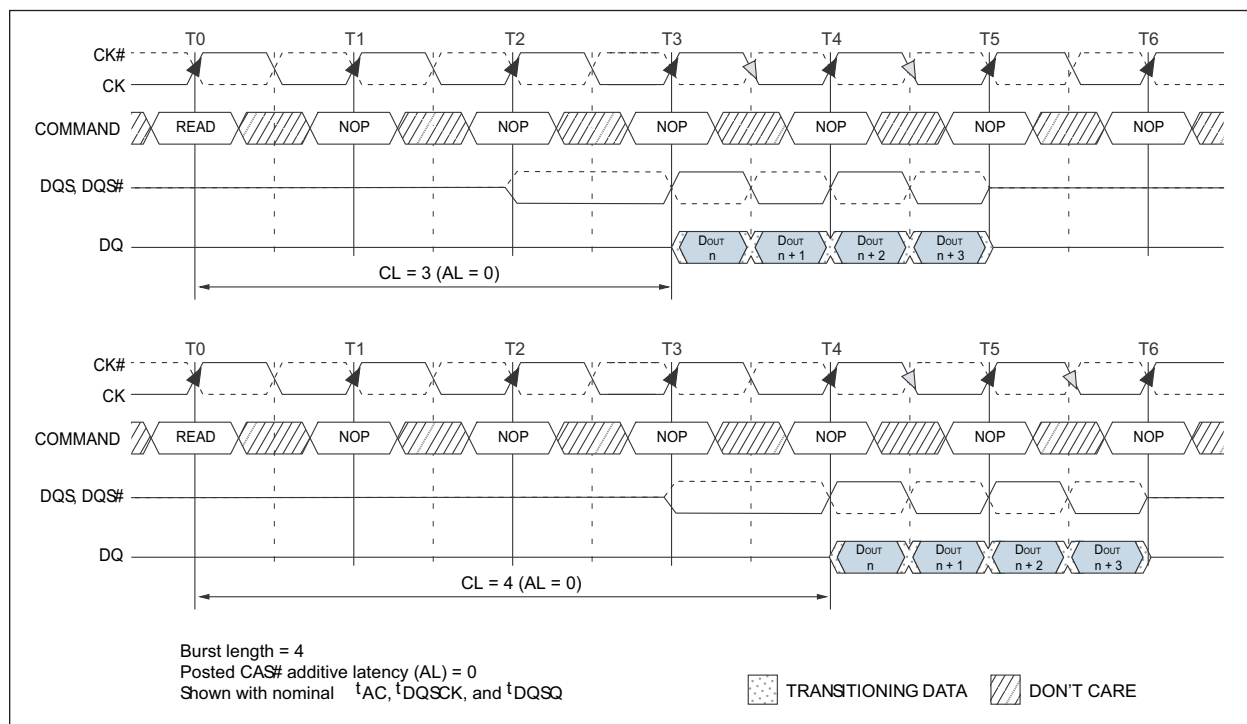 T0 T1 T2 T3 T4 T5 T6
CK#
CK
COMMAND READ NOP NOP NOP NOP NOP NOP
DQS, DQS#
DQ DOUT n DOUT n + 1 DOUT n + 2 DOUT n + 3
CL = 3 (AL = 0)
T0 T1 T2 T3 T4 T5 T6
CK#
CK
COMMAND READ NOP NOP NOP NOP NOP NOP
DQS, DQS#
DQ DOUT n DOUT n + 1 DOUT n + 2 DOUT n + 3
CL = 4 (AL = 0)
Burst length = 4
Posted CAS# additive latency (AL) = 0
Shown with nominal tAC, tDQSCK, and tDQSQ
TRANSITIONING DATA DON'T CARE